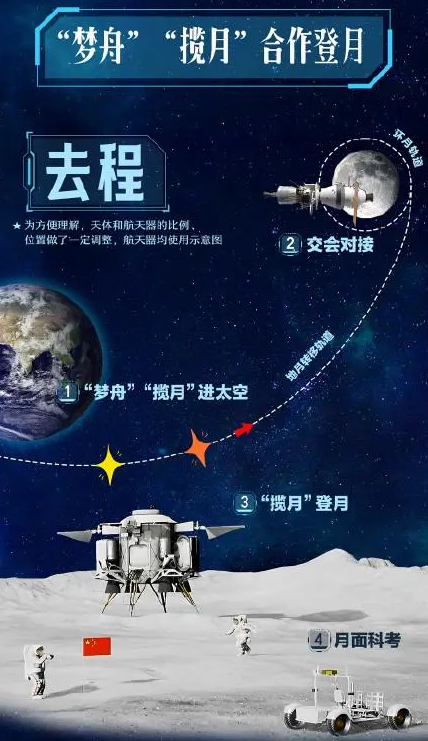 “梦舟”“揽月”合作登月
去程
★ 为方便理解，天体和航天器的比例、
位置做了一定调整，航天器均使用示意图
环月轨道
2 交会对接
地月转移轨道
1 “梦舟”“揽月”进太空
3 “揽月”登月
4 月面科考